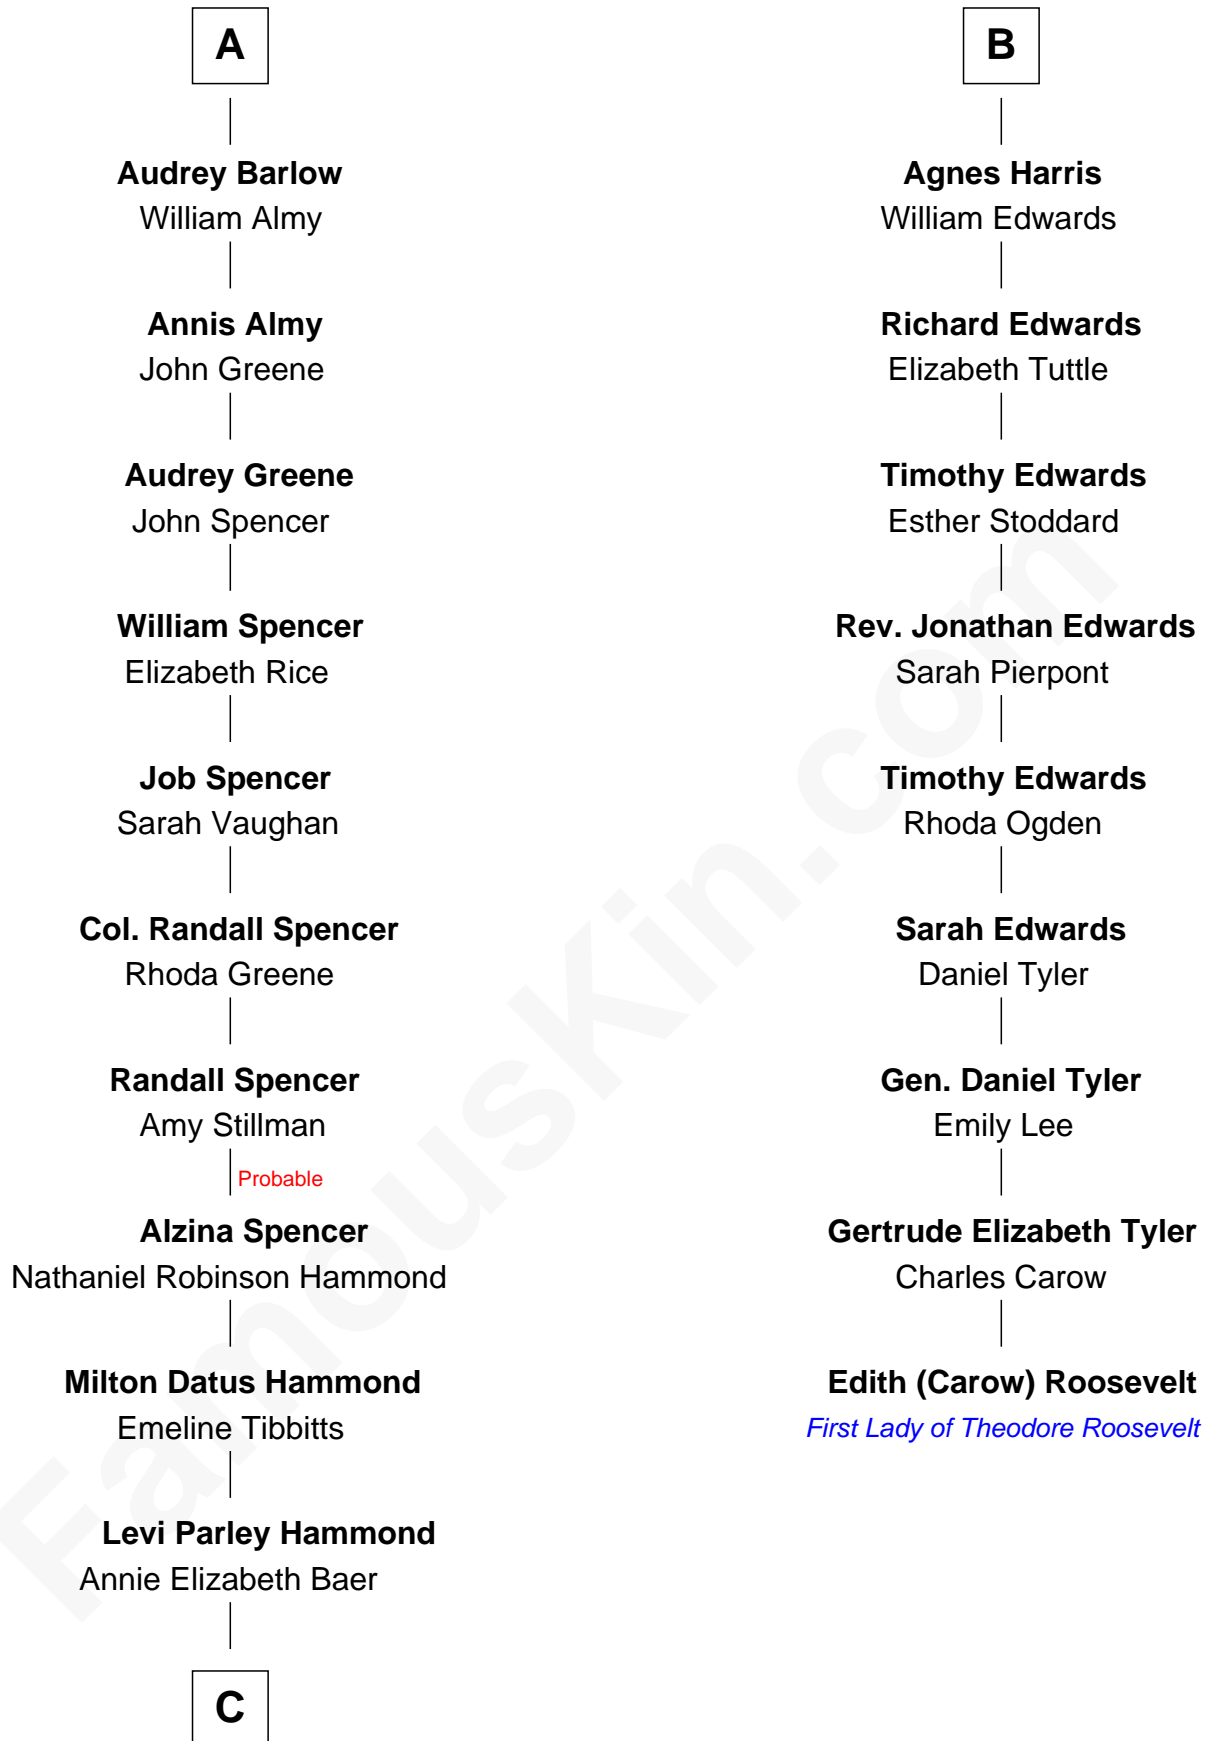 A
Audrey Barlow
William Almy
Annis Almy
John Greene
Audrey Greene
John Spencer
William Spencer
Elizabeth Rice
Job Spencer
Sarah Vaughan
Col. Randall Spencer
Rhoda Greene
Randall Spencer
Amy Stillman
Probable
Alzina Spencer
Nathaniel Robinson Hammond
Milton Datus Hammond
Emeline Tibbitts
Levi Parley Hammond
Annie Elizabeth Baer
C
B
Agnes Harris
William Edwards
Richard Edwards
Elizabeth Tuttle
Timothy Edwards
Esther Stoddard
Rev. Jonathan Edwards
Sarah Pierpont
Timothy Edwards
Rhoda Ogden
Sarah Edwards
Daniel Tyler
Gen. Daniel Tyler
Emily Lee
Gertrude Elizabeth Tyler
Charles Carow
Edith (Carow) Roosevelt
First Lady of Theodore Roosevelt
FamousKin.com